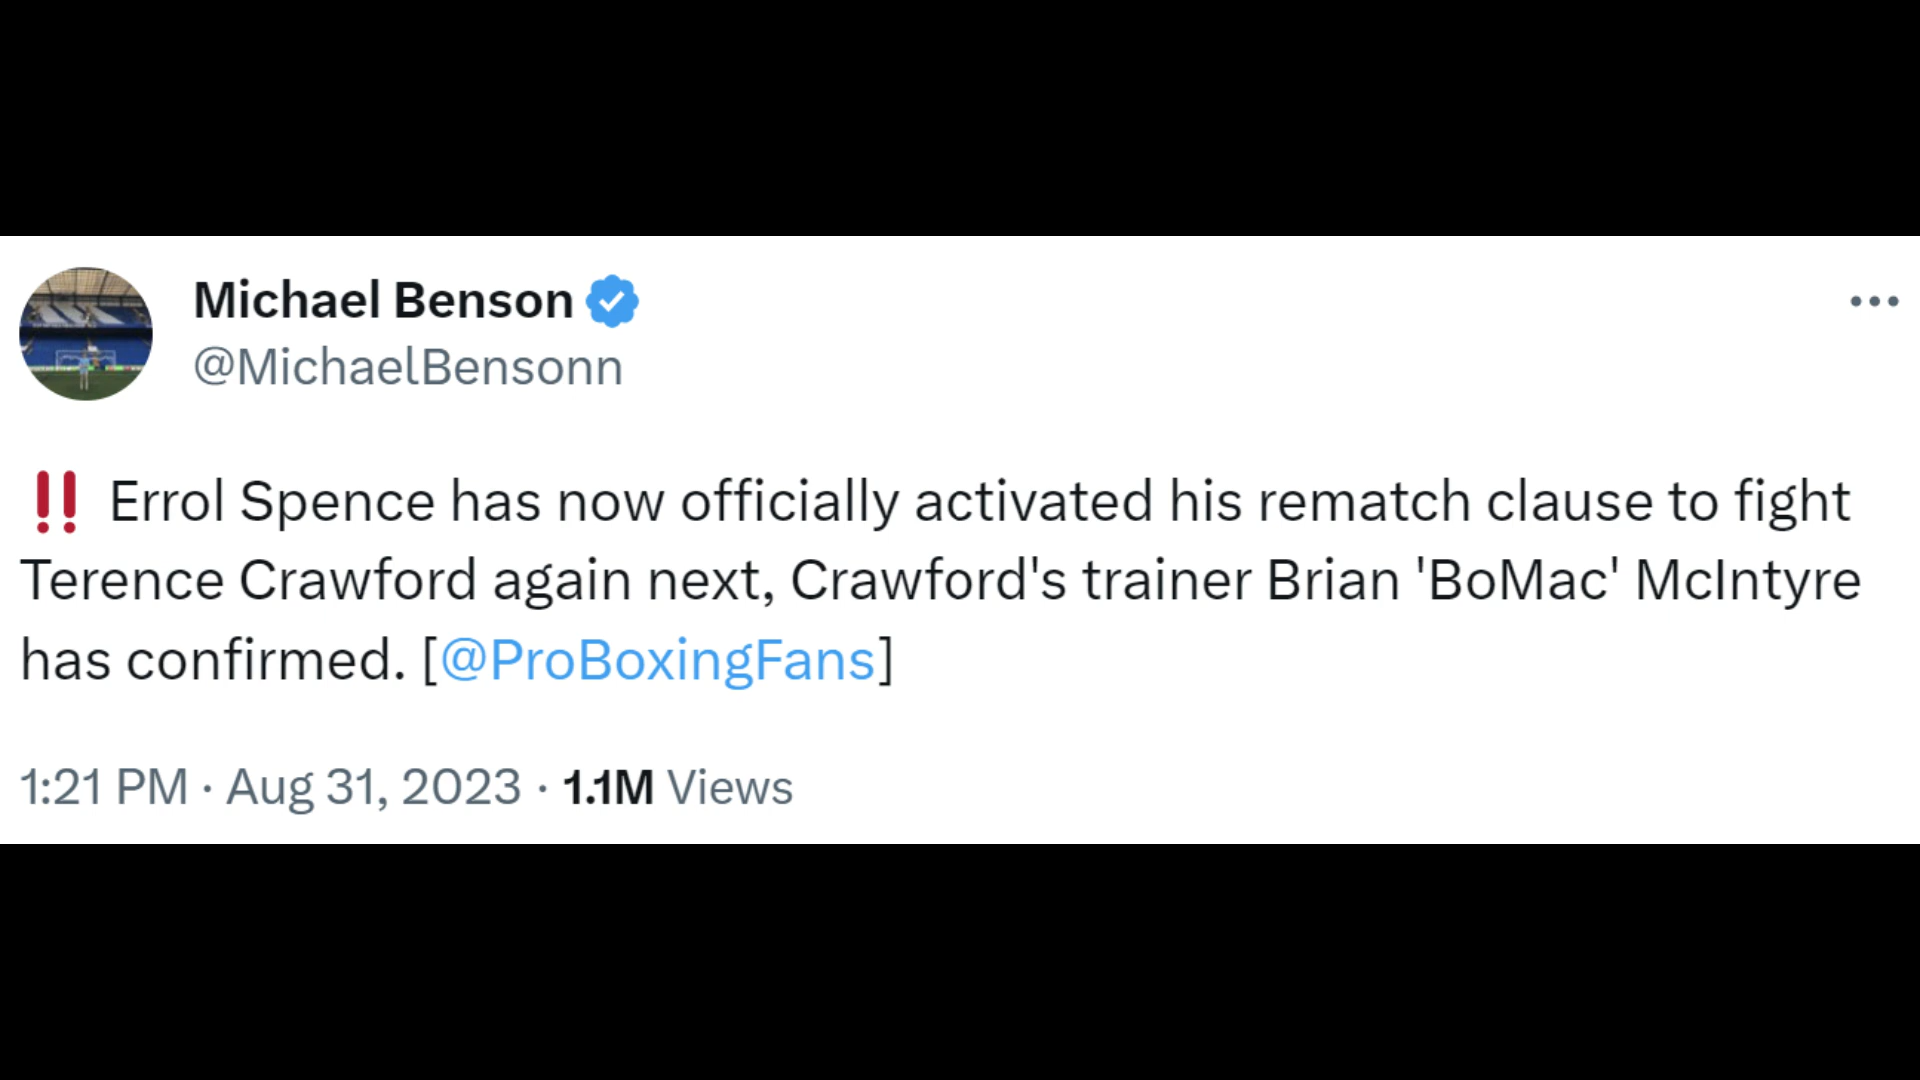 Michael Benson
@MichaelBensonn
‼️ Errol Spence has now officially activated his rematch clause to fight
Terence Crawford again next, Crawford's trainer Brian 'BoMac' McIntyre
has confirmed. [@ProBoxingFans]
1:21 PM · Aug 31, 2023 · 1.1M Views